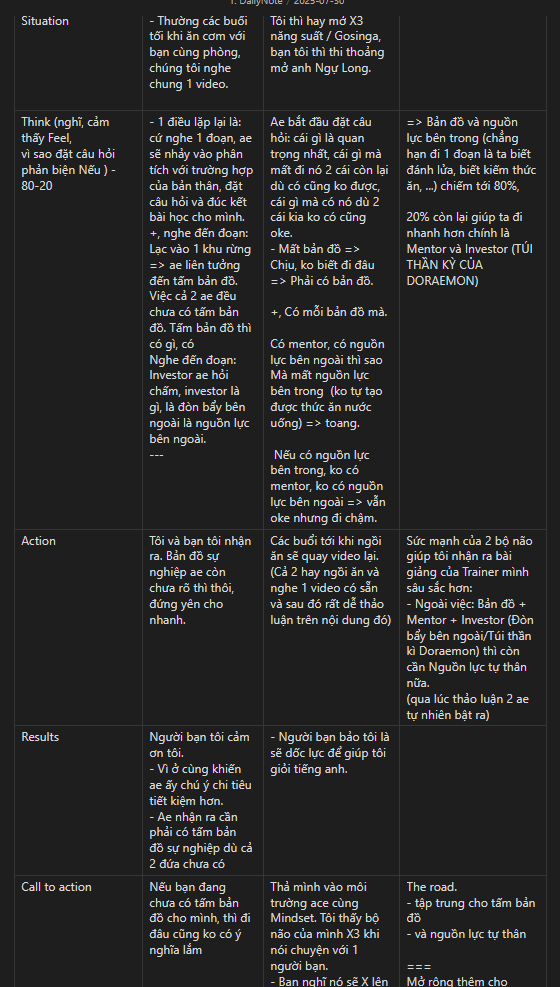 1. DailyNote / 2025-07-30
Situation
- Thường các buổi
tối khi ăn cơm với
bạn cùng phòng,
chúng tôi nghe
chung 1 video.
Tôi thì hay mớ X3
năng suất / Gosinga,
bạn tôi thì thi thoảng
mở anh Ngự Long.
Think (nghĩ, cảm
thấy Feel,
vì sao đặt câu hỏi
phản biện Nếu ) -
80-20
- 1 điều lặp lại là:
cứ nghe 1 đoạn, ae
sẽ nhảy vào phân
tích với trường hợp
của bản thân, đặt
câu hỏi và đúc kết
bài học cho mình.
+, nghe đến đoạn:
Lạc vào 1 khu rừng
=> ae liên tưởng
đến tấm bản đồ.
Việc cả 2 ae đều
chưa có tấm bản
đồ. Tấm bản đồ thì
có gì, có
Nghe đến đoạn:
Investor ae hỏi
chấm, investor là
gì, là đòn bẩy bên
ngoài là nguồn lực
bên ngoài.
---
Ae bắt đầu đặt câu
hỏi: cái gì là quan
trọng nhất, cái gì mà
mất đi nó 2 cái còn lại
dù có cũng ko được,
cái gì mà có nó dù 2
cái kia ko có cũng
oke.
- Mất bản đồ =>
Chịu, ko biết đi đâu
=> Phải có bản đồ.
+, Có mỗi bản đồ mà.
Có mentor, có nguồn
lực bên ngoài thì sao
Mà mất nguồn lực
bên trong (ko tự tạo
được thức ăn nước
uống) => toang.
Nếu có nguồn lực
bên trong, ko có
mentor, ko có nguồn
lực bên ngoài => vẫn
oke nhưng đi chậm.
=> Bản đồ và nguồn
lực bên trong (chẳng
hạn đi 1 đoạn là ta biết
đánh lửa, biết kiếm thức
ăn, ...) chiếm tới 80%,
20% còn lại giúp ta đi
nhanh hơn chính là
Mentor và Investor (TÚI
THẦN KỲ CỦA
DORAEMON)
Action
Tôi và bạn tôi nhận
ra. Bản đồ sự
nghiệp ae còn
chưa rõ thì thôi,
đứng yên cho
nhanh.
Các buổi tới khi ngồi
ăn sẽ quay video lại.
(Cả 2 hay ngồi ăn và
nghe 1 video có sẵn
và sau đó rất dễ thảo
luận trên nội dung đó)
Sức mạnh của 2 bộ não
giúp tôi nhận ra bài
giảng của Trainer mình
sâu sắc hơn:
- Ngoài việc: Bản đồ +
Mentor + Investor (Đòn
bẩy bên ngoài/Túi thần
kì Doraemon) thì còn
cần Nguồn lực tự thân
nữa.
(qua lúc thảo luận 2 ae
tự nhiên bật ra)
Results
Người bạn tôi cảm
ơn tôi.
- Vì ở cùng khiến
ae ấy chú ý chi tiêu
tiết kiệm hơn.
- Ae nhận ra cần
phải có tấm bản
đồ sự nghiệp dù cả
2 đứa chưa có
- Người bạn bảo tôi là
sẽ dốc lực để giúp tôi
giỏi tiếng anh.
Call to action
Nếu bạn đang
chưa có tấm bản
đồ cho mình, thì đi
đâu cũng ko có ý
nghĩa lắm
Thả mình vào môi
trường ace cùng
Mindset. Tôi thấy bộ
não của mình X3 khi
nói chuyện với 1
người bạn.
- Bạn nghĩ nó sẽ X lên
The road.
- tập trung cho tấm bản
đồ
- và nguồn lực tự thân
===
Mở rộng thêm cho